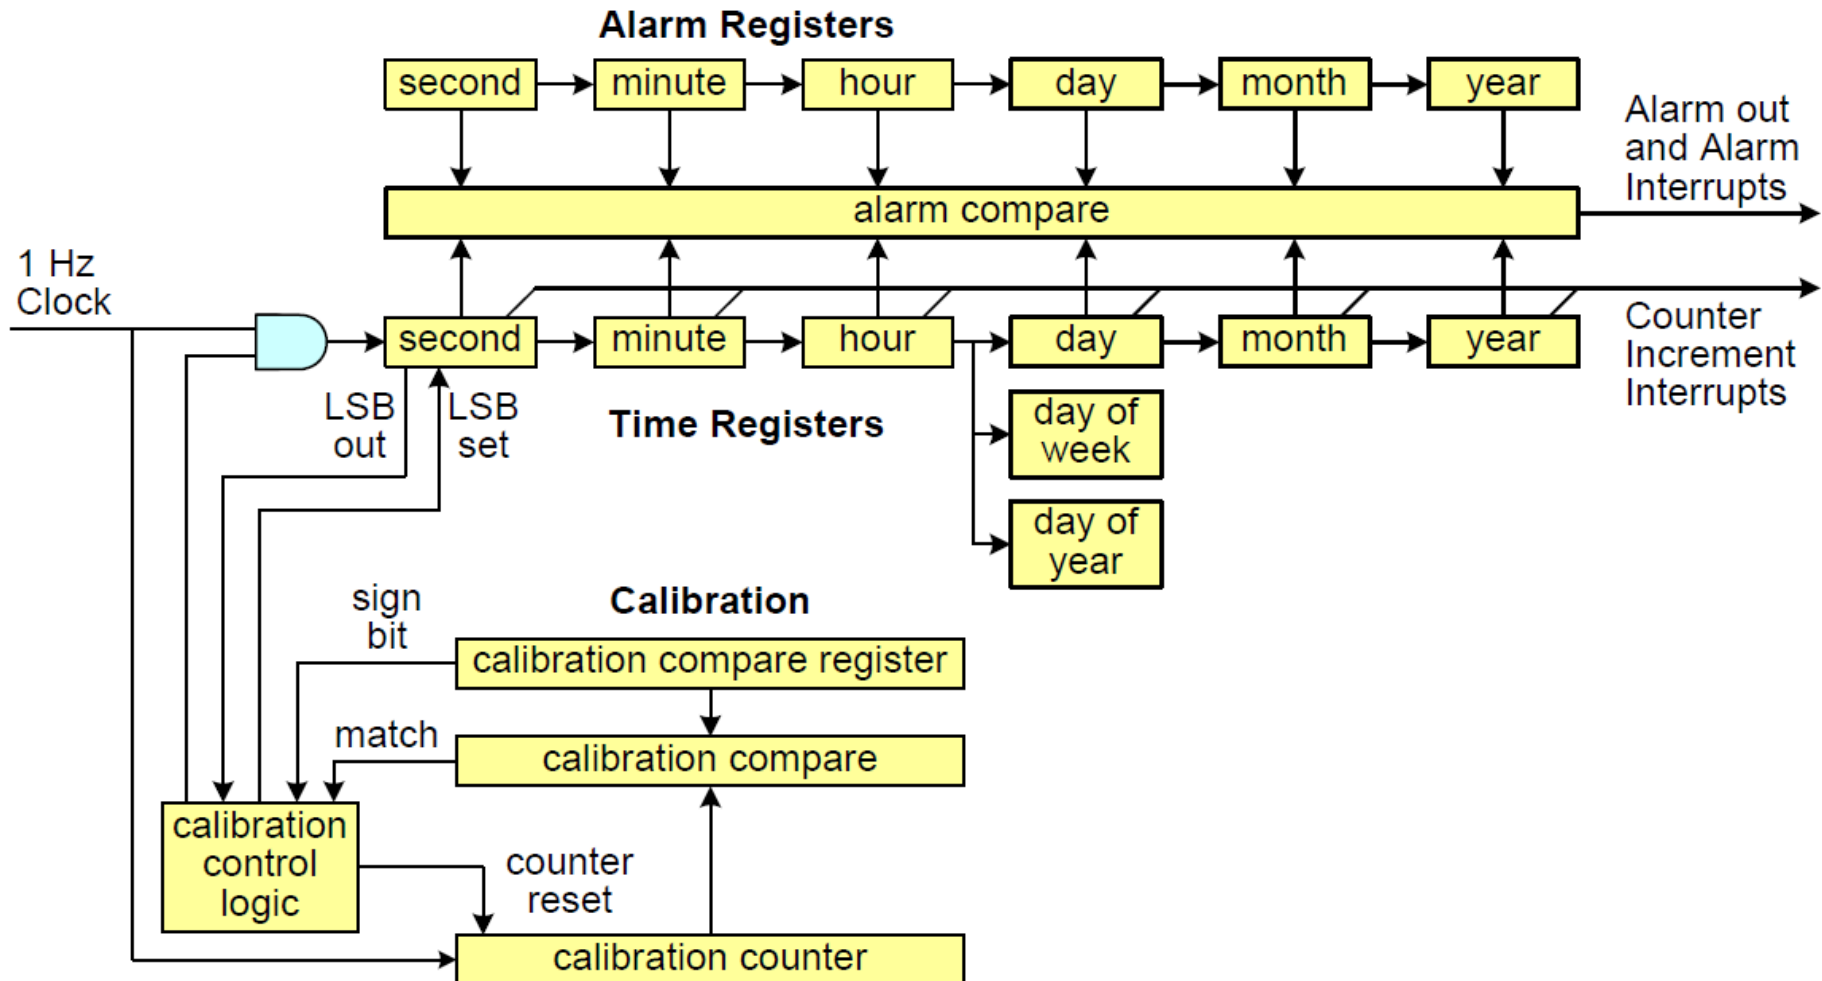 Alarm Registers
second minute hour day month year
Alarm out
and Alarm
Interrupts
alarm compare
1 Hz
Clock
second minute hour day month year
Counter
Increment
Interrupts
LSB
out
LSB
set
Time Registers
day of
week
day of
year
sign
bit
Calibration
calibration compare register
match
calibration compare
calibration
control
logic
counter
reset
calibration counter